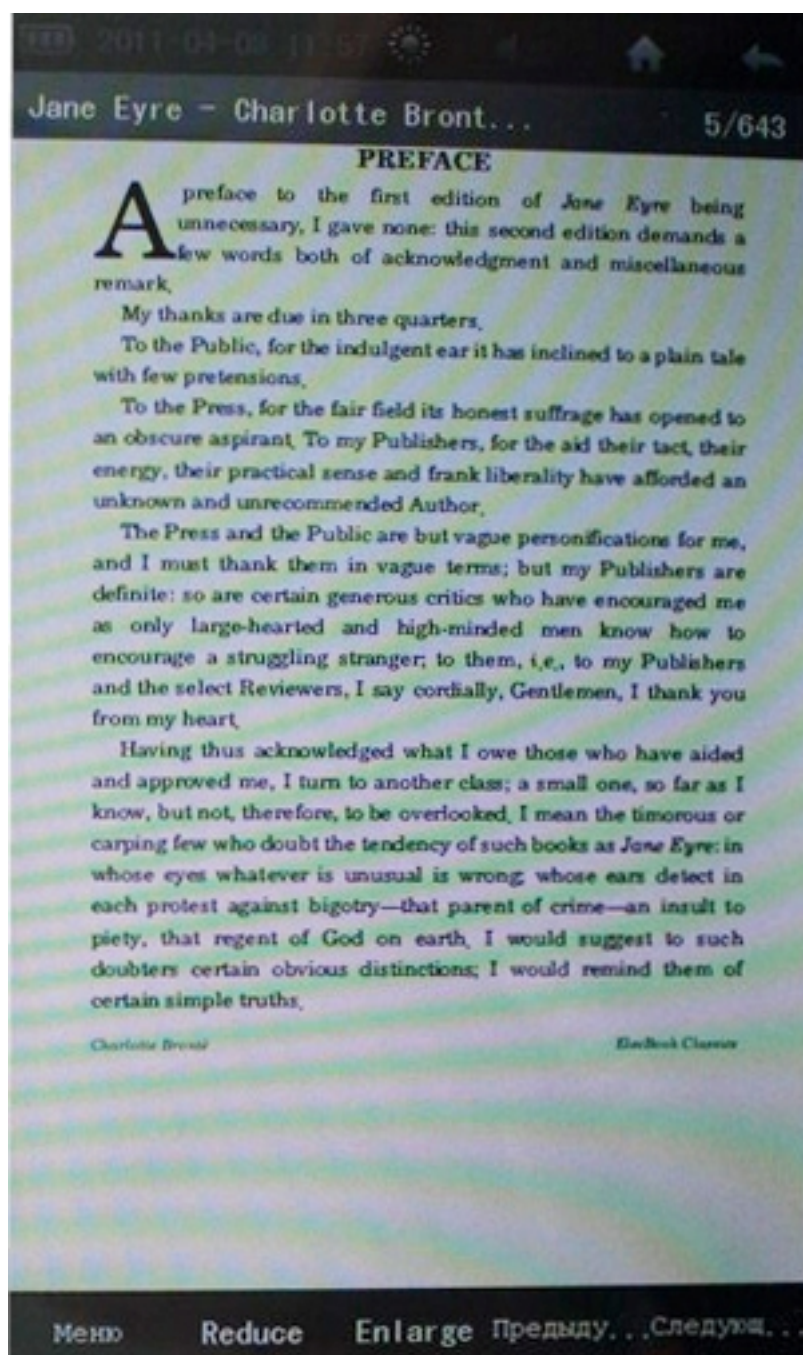 2011-04-08 11:57
Jane Eyre - Charlotte Bront...
5/643
PREFACE
A preface to the first edition of Jane Eyre being
unnecessary, I gave none: this second edition demands a
few words both of acknowledgment and miscellaneous
remark.
My thanks are due in three quarters.
To the Public, for the indulgent ear it has inclined to a plain tale
with few pretensions.
To the Press, for the fair field its honest suffrage has opened to
an obscure aspirant. To my Publishers, for the aid their tact, their
energy, their practical sense and frank liberality have afforded an
unknown and unrecommended Author.
The Press and the Public are but vague personifications for me,
and I must thank them in vague terms; but my Publishers are
definite: so are certain generous critics who have encouraged me
as only large-hearted and high-minded men know how to
encourage a struggling stranger; to them, i.e., to my Publishers
and the select Reviewers, I say cordially, Gentlemen, I thank you
from my heart.
Having thus acknowledged what I owe those who have aided
and approved me, I turn to another class; a small one, so far as I
know, but not, therefore, to be overlooked. I mean the timorous or
carping few who doubt the tendency of such books as Jane Eyre: in
whose eyes whatever is unusual is wrong; whose ears detect in
each protest against bigotry—that parent of crime—an insult to
piety, that regent of God on earth. I would suggest to such
doubters certain obvious distinctions; I would remind them of
certain simple truths.
Charlotte Brontë
ElecBook Classics
Меню Reduce Enlarge Предыду... Следующ...